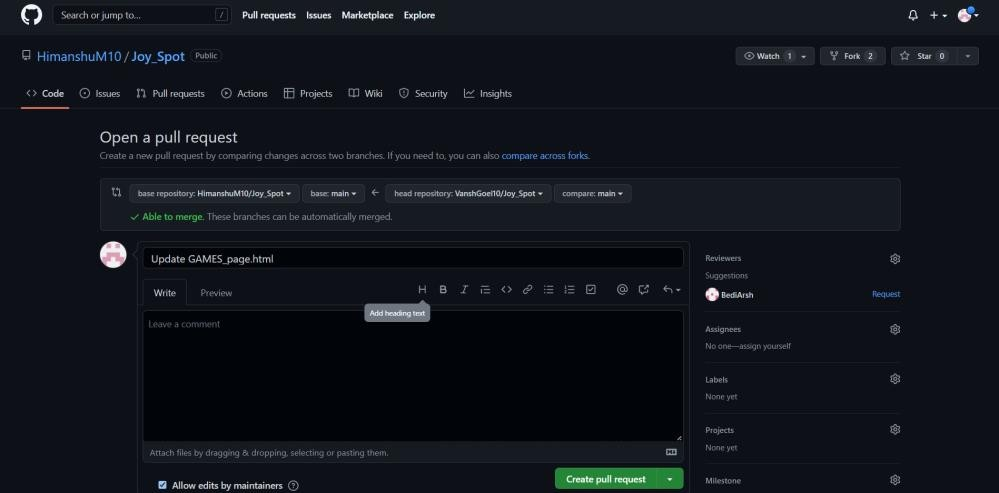 Search or jump to... / Pull requests Issues Marketplace Explore
HimanshuM10 / Joy_Spot Public Watch 1 Fork 2 Star 0
Code Issues Pull requests Actions Projects Wiki Security Insights
Open a pull request
Create a new pull request by comparing changes across two branches. If you need to, you can also compare across forks.
base repository: HimanshuM10/Joy_Spot base: main ← head repository: VanshGoel10/Joy_Spot compare: main
✓ Able to merge. These branches can be automatically merged.
Update GAMES_page.html
Write Preview
Add heading text
Leave a comment
Attach files by dragging & dropping, selecting or pasting them.
Allow edits by maintainers
Create pull request
Reviewers
Suggestions
BediArsh Request
Assignees
No one—assign yourself
Labels
None yet
Projects
None yet
Milestone